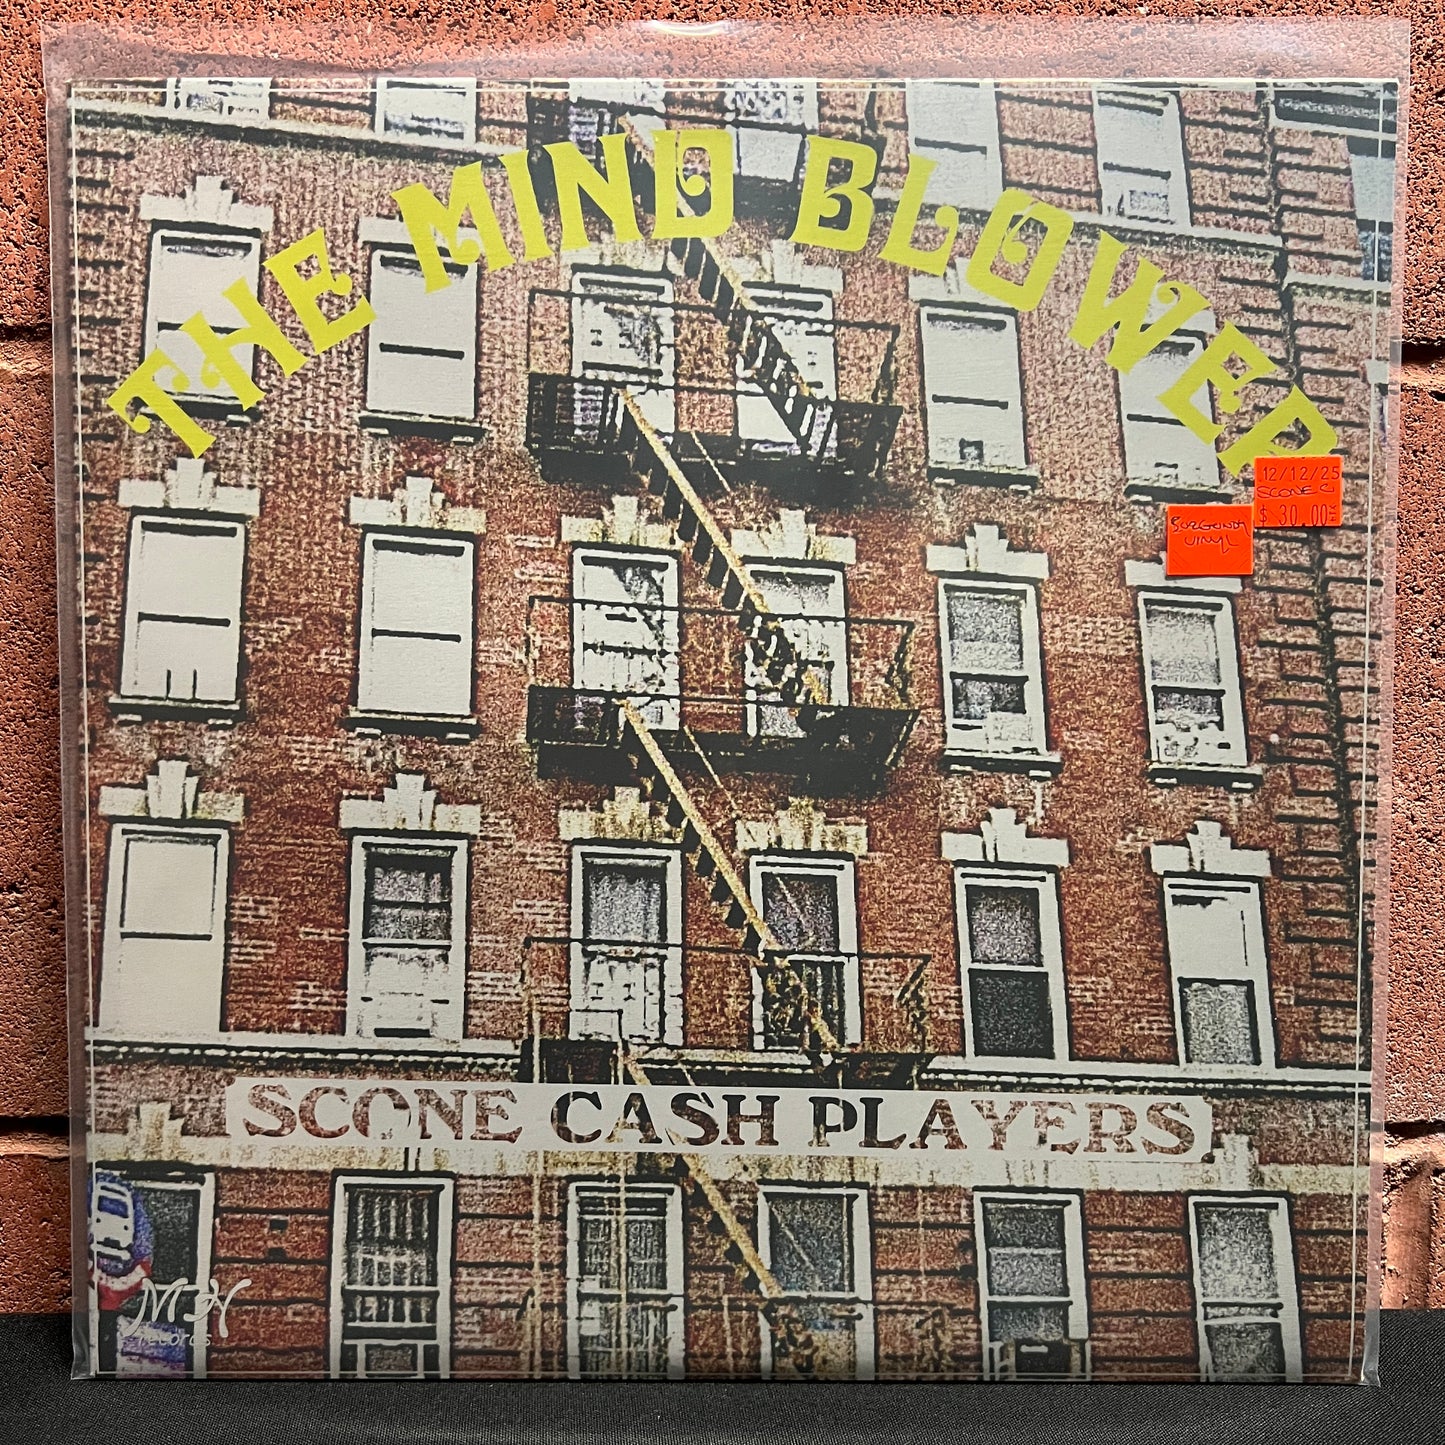 THE MIND BLOWER
12/12/25
SCONE C
$ 30.00
BURGUNDY
VINYL
SCONE CASH PLAYERS
MH
records